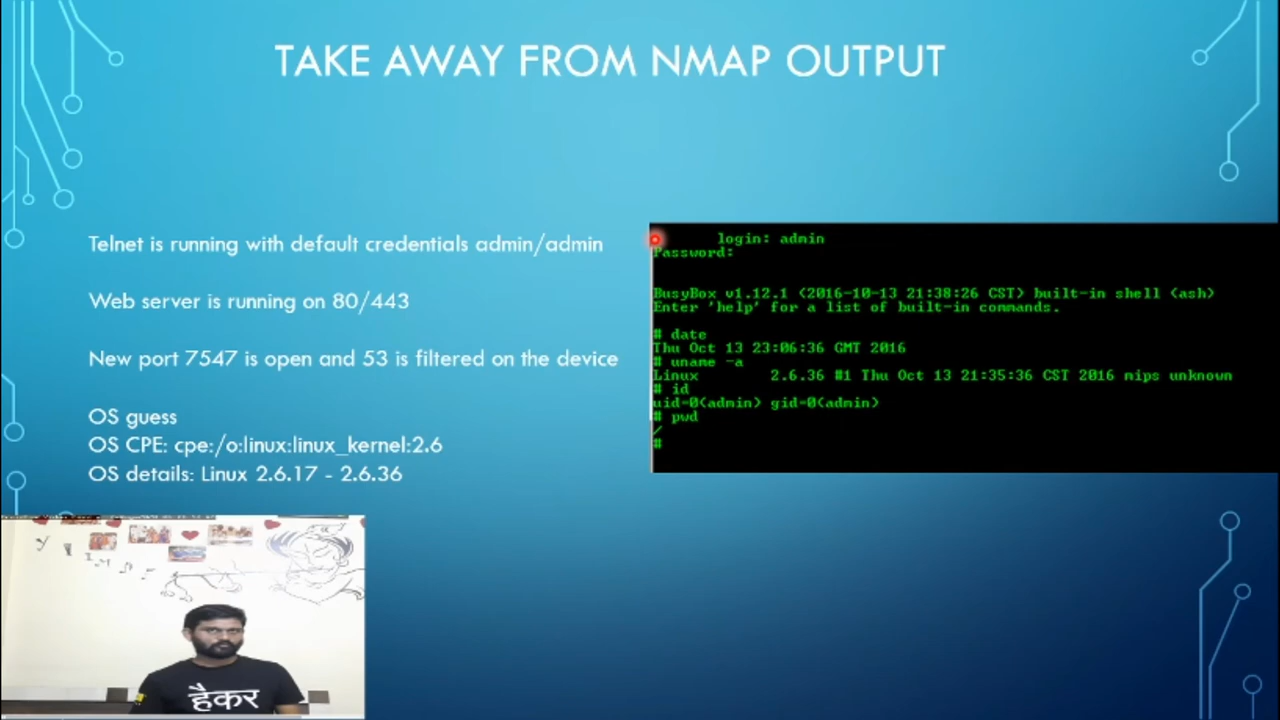 TAKE AWAY FROM NMAP OUTPUT
Telnet is running with default credentials admin/admin
Web server is running on 80/443
New port 7547 is open and 53 is filtered on the device
OS guess
OS CPE: cpe:/o:linux:linux_kernel:2.6
OS details: Linux 2.6.17 - 2.6.36
login: admin
Password:
BusyBox v1.12.1 (2016-10-13 21:38:26 CST) built-in shell (ash)
Enter 'help' for a list of built-in commands.
# date
Thu Oct 13 23:06:36 GMT 2016
# uname -a
Linux 2.6.36 #1 Thu Oct 13 21:35:36 CST 2016 mips unknown
# id
uid=0(admin) gid=0(admin)
# pwd
/
#
हैकर